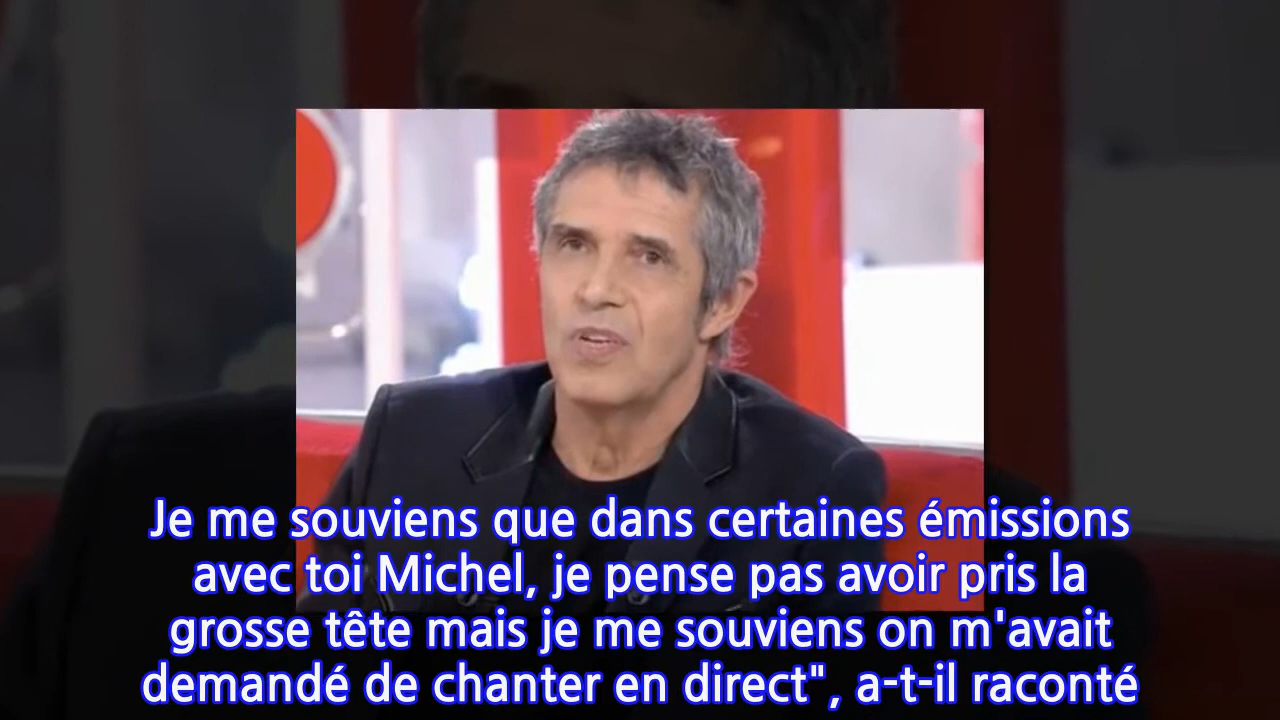 Je me souviens que dans certaines émissions
avec toi Michel, je pense pas avoir pris la
grosse tête mais je me souviens on m'avait
demandé de chanter en direct", a-t-il raconté